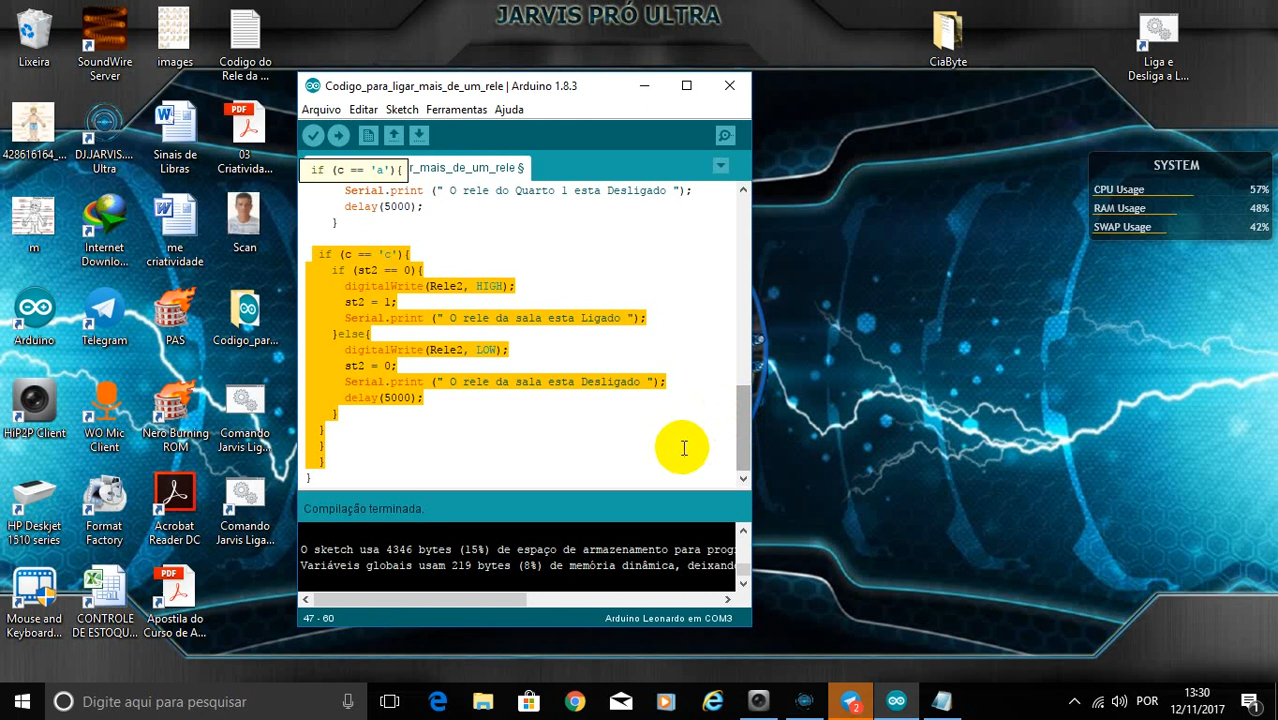 JARVIS PRÓ ULTRA
Lixeira
SoundWire
Server
images
Codigo do
Rele da ...
CiaByte
Liga e
Desliga a L...
428616164_...
DJ.JARVIS....
Ultra
Sinais de
Libras
PDF
03
Criativida...
m
Internet
Downlo...
me
criatividade
Scan
Arduino
Telegram
PAS
Codigo_par...
HiP2P Client
WO Mic
Client
Nero Burning
ROM
Comando
Jarvis Lig...
HP Deskjet
1510 series
Format
Factory
Acrobat
Reader DC
Comando
Jarvis Liga...
Mouse and
Keyboard...
CONTROLE
DE ESTOQU...
PDF
Apostila do
Curso de A...
Codigo_para_ligar_mais_de_um_rele | Arduino 1.8.3
Arquivo Editar Sketch Ferramentas Ajuda
if (c == 'a'){
r_mais_de_um_rele §
Serial.print (" O rele do Quarto 1 esta Desligado ");
delay(5000);
}
if (c == 'c'){
if (st2 == 0){
digitalWrite(Rele2, HIGH);
st2 = 1;
Serial.print (" O rele da sala esta Ligado ");
}else{
digitalWrite(Rele2, LOW);
st2 = 0;
Serial.print (" O rele da sala esta Desligado ");
delay(5000);
}
}
}
}
}
Compilação terminada.
O sketch usa 4346 bytes (15%) de espaço de armazenamento para prog
Variáveis globais usam 219 bytes (8%) de memória dinâmica, deixand
47 - 60
Arduino Leonardo em COM3
SYSTEM
CPU Usage 57%
RAM Usage 48%
SWAP Usage 42%
Digite aqui para pesquisar
2
POR
13:30
12/11/2017
1